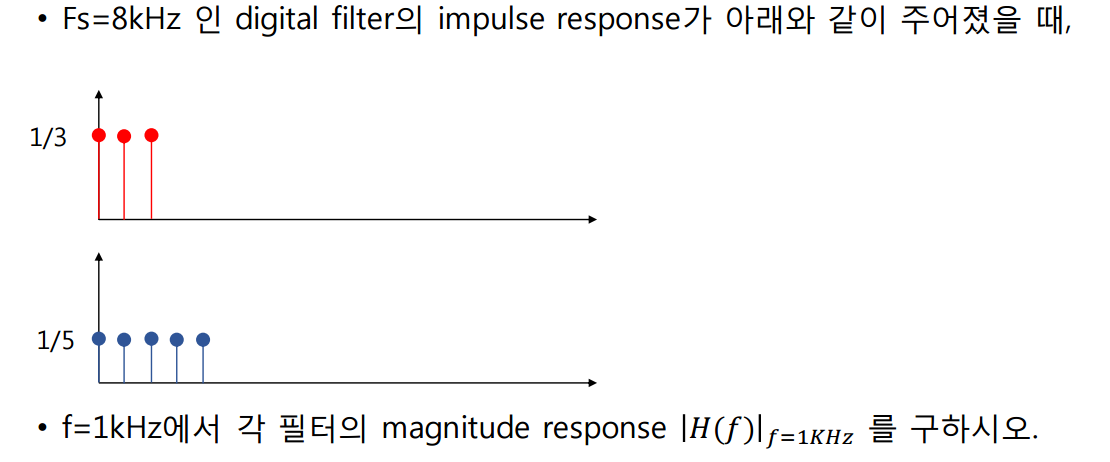 • Fs=8kHz 인 digital filter의 impulse response가 아래와 같이 주어졌을 때,
1/3
1/5
• f=1kHz에서 각 필터의 magnitude response |H(f)|_{f=1KHz} 를 구하시오.